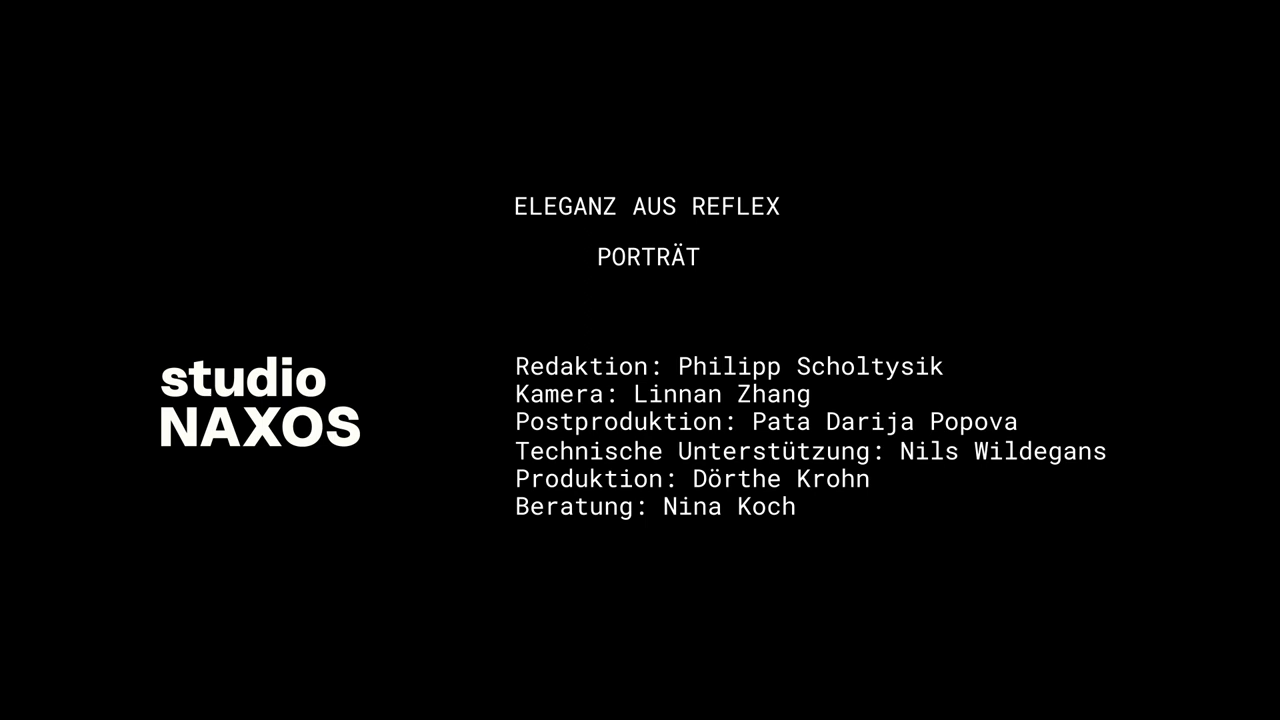 ELEGANZ AUS REFLEX
PORTRÄT
studio
NAXOS
Redaktion: Philipp Scholtysik
Kamera: Linnan Zhang
Postproduktion: Pata Darija Popova
Technische Unterstützung: Nils Wildegans
Produktion: Dörthe Krohn
Beratung: Nina Koch